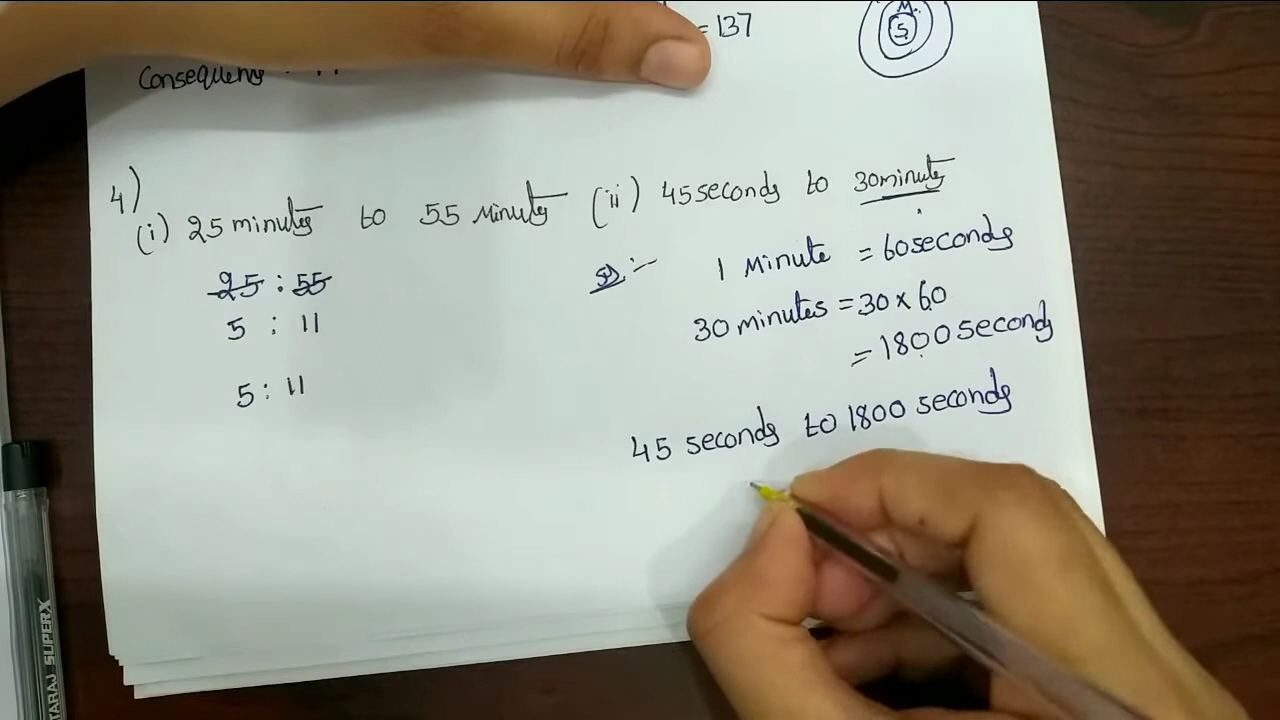 = 137
M
S
Consequent
4)
(i) 25 minutes to 55 Minutes
25 : 55
5 : 11
5 : 11
(ii) 45 seconds to 30 minutes
1 Minute = 60 seconds
30 minutes = 30 x 60
= 1800 seconds
45 seconds to 1800 seconds
TARAJ SUPERX